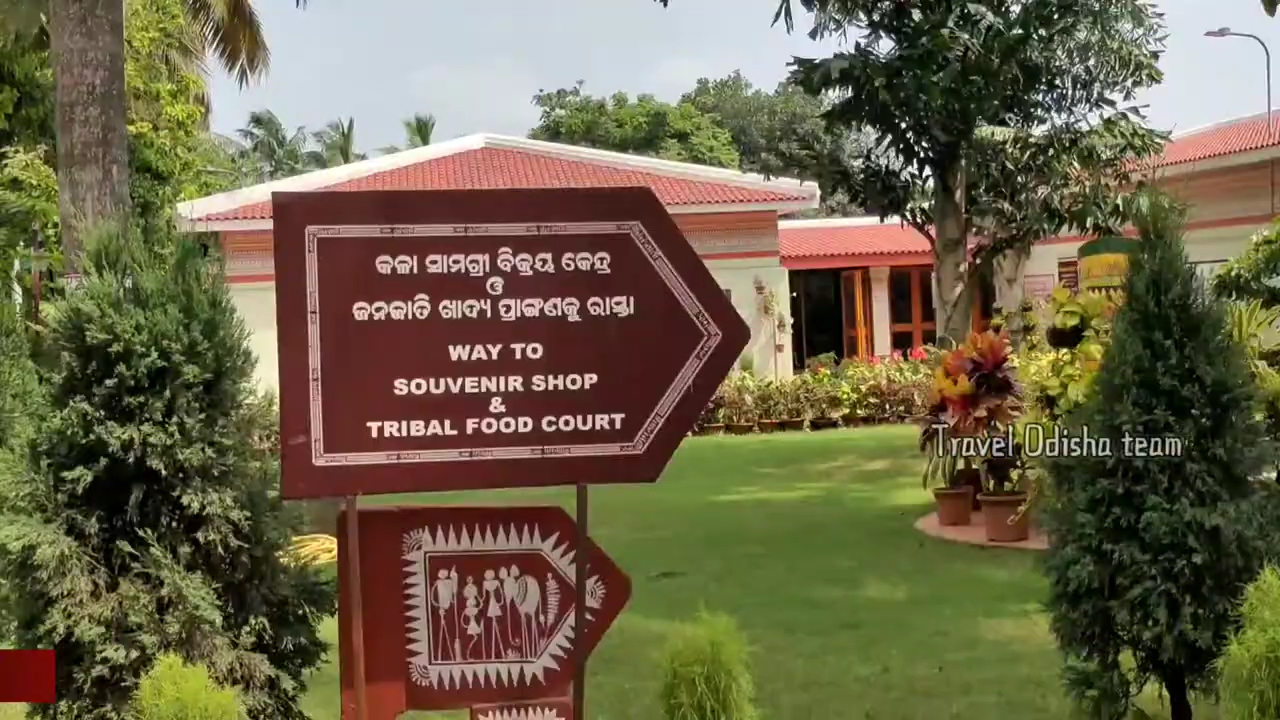 କଳା ସାମଗ୍ରୀ ବିକ୍ରୟ କେନ୍ଦ୍ର
ଓ
ଜନଜାତି ଖାଦ୍ୟ ପ୍ରାଙ୍ଗଣକୁ ରାସ୍ତା
WAY TO
SOUVENIR SHOP
&
TRIBAL FOOD COURT
Travel Odisha team